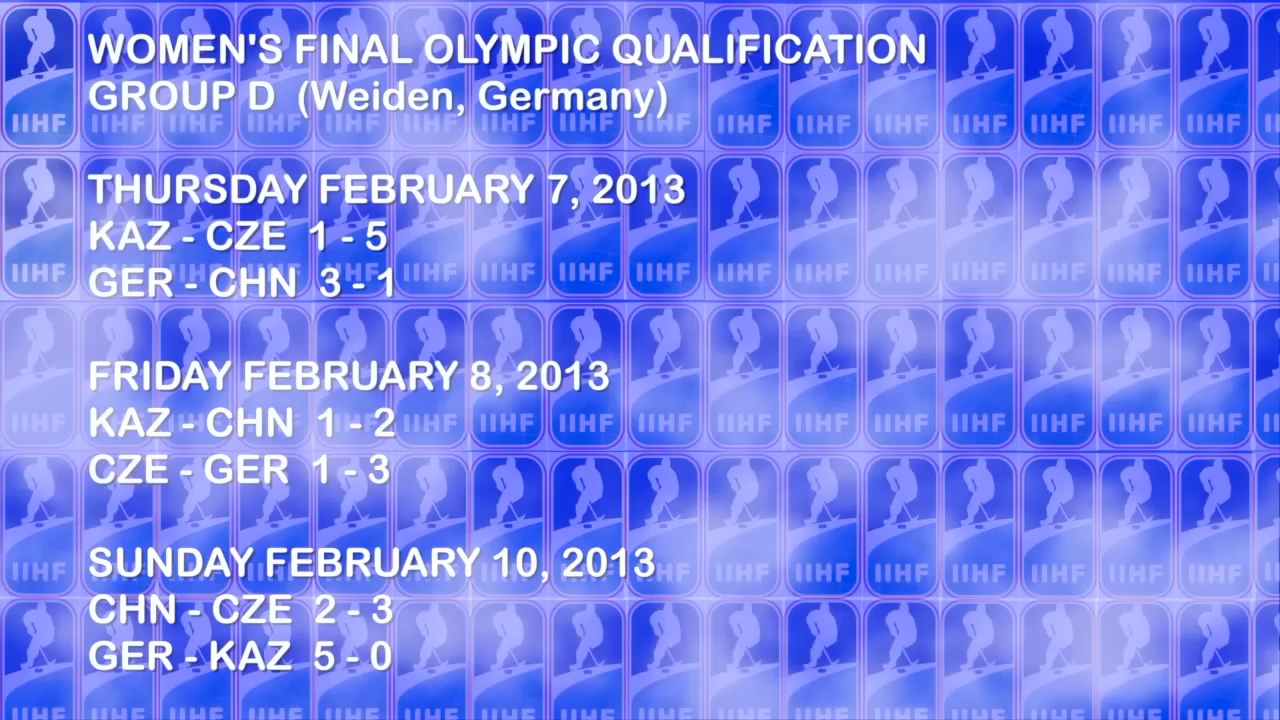 WOMEN'S FINAL OLYMPIC QUALIFICATION
GROUP D (Weiden, Germany)
THURSDAY FEBRUARY 7, 2013
KAZ - CZE 1 - 5
GER - CHN 3 - 1
FRIDAY FEBRUARY 8, 2013
KAZ - CHN 1 - 2
CZE - GER 1 - 3
SUNDAY FEBRUARY 10, 2013
CHN - CZE 2 - 3
GER - KAZ 5 - 0
IIHF